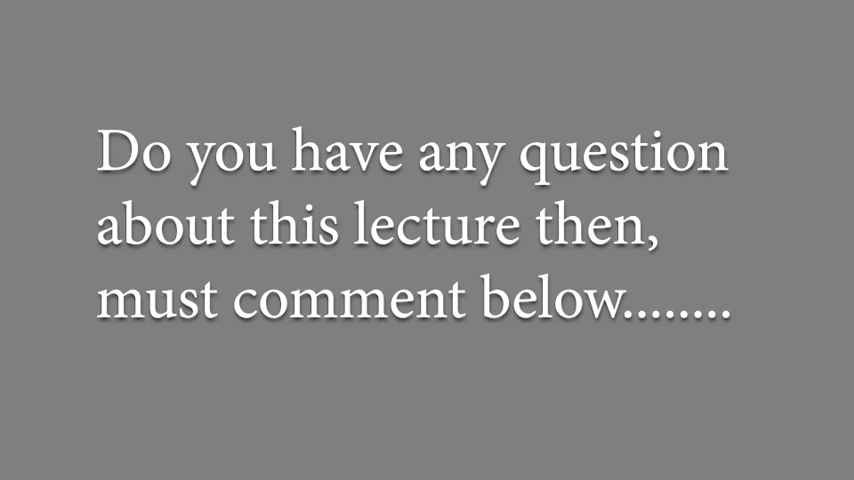 Do you have any question
about this lecture then,
must comment below........